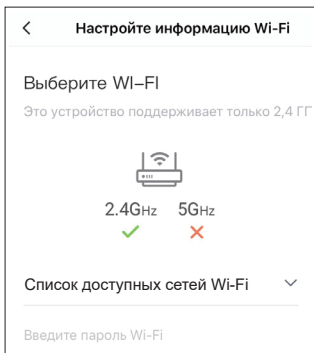 Настройте информацию Wi-Fi
Выберите WI–FI
Это устройство поддерживает только 2,4 ГГ
2.4GHz 5GHz
Список доступных сетей Wi-Fi
Введите пароль Wi-Fi